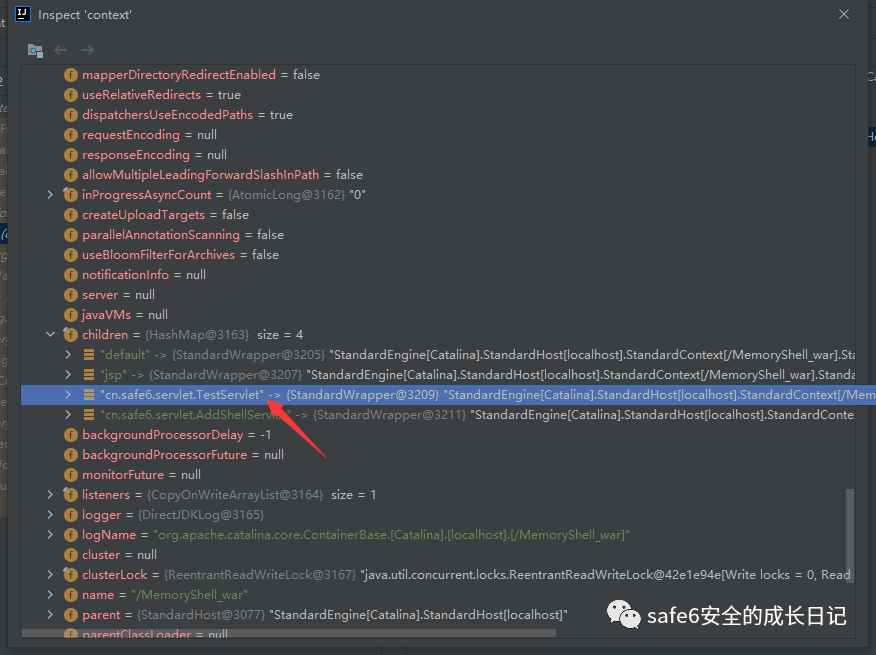 Inspect 'context'
mapperDirectoryRedirectEnabled = false
useRelativeRedirects = true
dispatchersUseEncodedPaths = true
requestEncoding = null
responseEncoding = null
allowMultipleLeadingForwardSlashInPath = false
inProgressAsyncCount = {AtomicLong@3162} "0"
createUploadTargets = false
parallelAnnotationScanning = false
useBloomFilterForArchives = false
notificationInfo = null
server = null
javaVMs = null
children = {HashMap@3163} size = 4
"default" -> {StandardWrapper@3205} "StandardEngine[Catalina].StandardHost[localhost].StandardContext[/MemoryShell_war].Sta
"jsp" -> {StandardWrapper@3207} "StandardEngine[Catalina].StandardHost[localhost].StandardContext[/MemoryShell_war].Standa
"cn.safe6.servlet.TestServlet" -> {StandardWrapper@3209} "StandardEngine[Catalina].StandardHost[localhost].StandardContext[/Mem
"cn.safe6.servlet.AddShellServlet" -> {StandardWrapper@3211} "StandardEngine[Catalina].StandardHost[localhost].StandardConte
backgroundProcessorDelay = -1
backgroundProcessorFuture = null
monitorFuture = null
listeners = {CopyOnWriteArrayList@3164} size = 1
logger = {DirectJDKLog@3165}
logName = "org.apache.catalina.core.ContainerBase.[Catalina].[localhost].[/MemoryShell_war]"
cluster = null
clusterLock = {ReentrantReadWriteLock@3167} "java.util.concurrent.locks.ReentrantReadWriteLock@42e1e94e[Write locks = 0, Read
name = "/MemoryShell_war"
parent = {StandardHost@3077} "StandardEngine[Catalina].StandardHost[localhost]"
parentClassLoader = null
safe6安全的成长日记